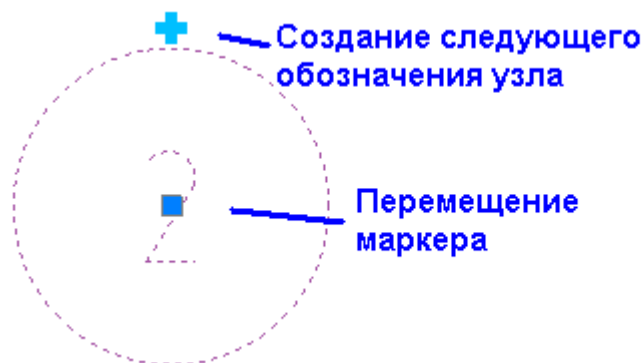 Создание следующего
обозначения узла
2
Перемещение
маркера